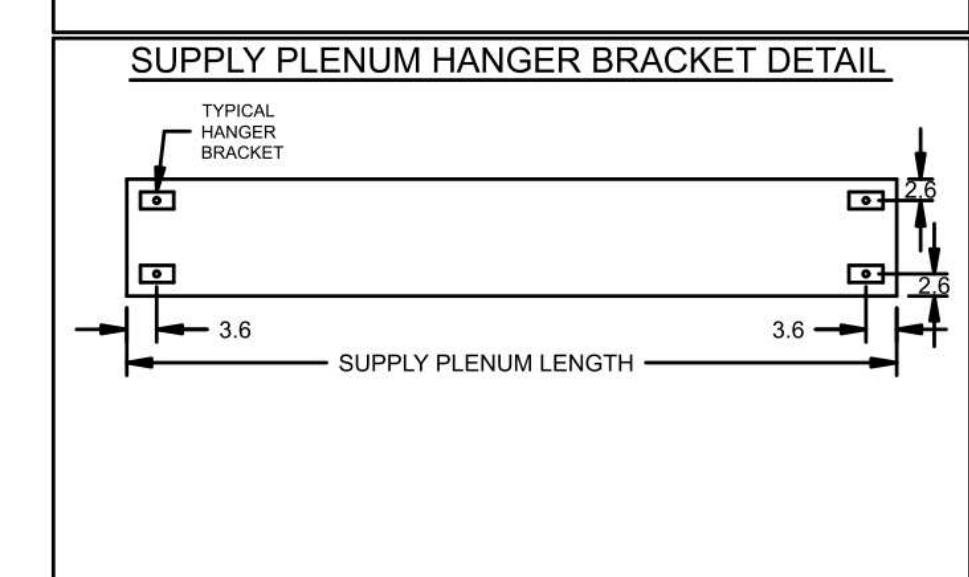 SUPPLY PLENUM HANGER BRACKET DETAIL
TYPICAL
HANGER
BRACKET
2.6
2.6
3.6
3.6
SUPPLY PLENUM LENGTH